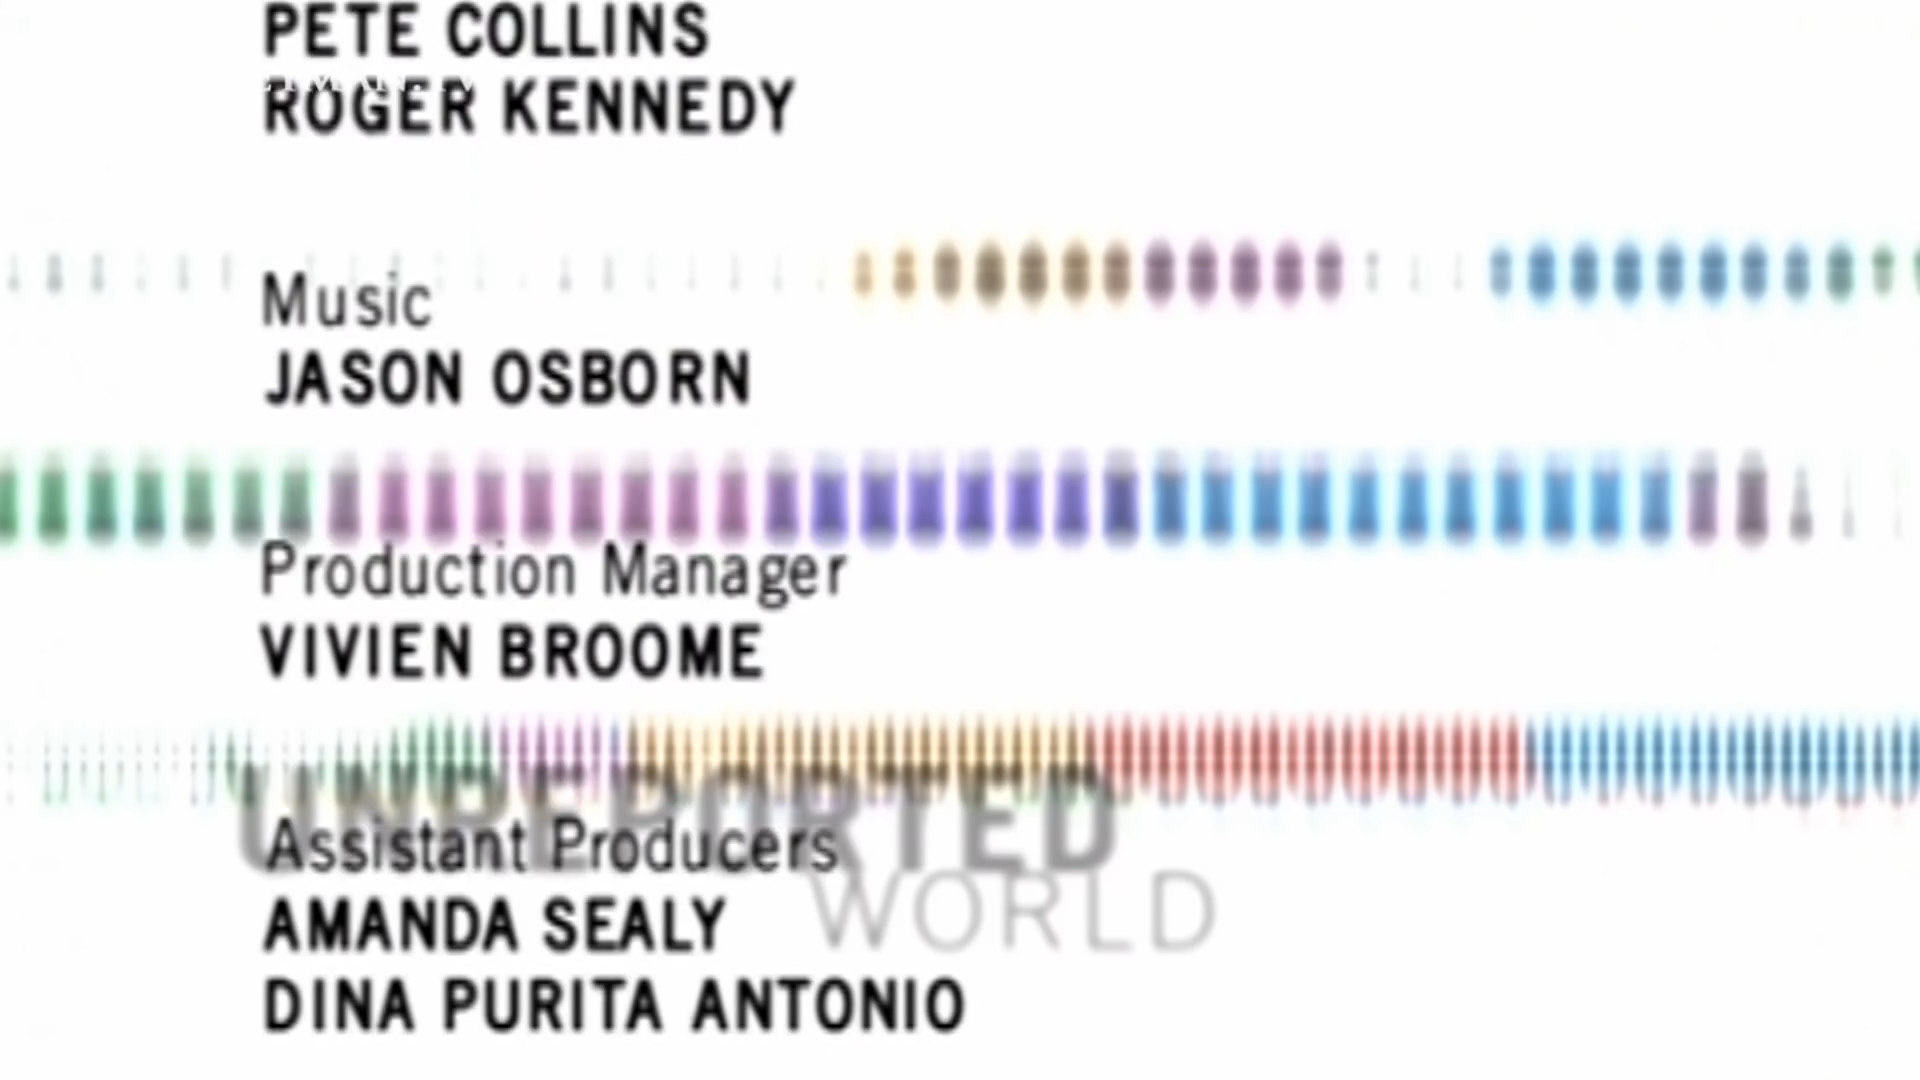 PETE COLLINS
ROGER KENNEDY
Music
JASON OSBORN
Production Manager
VIVIEN BROOME
UNREPORTED
Assistant Producers
WORLD
AMANDA SEALY
DINA PURITA ANTONIO